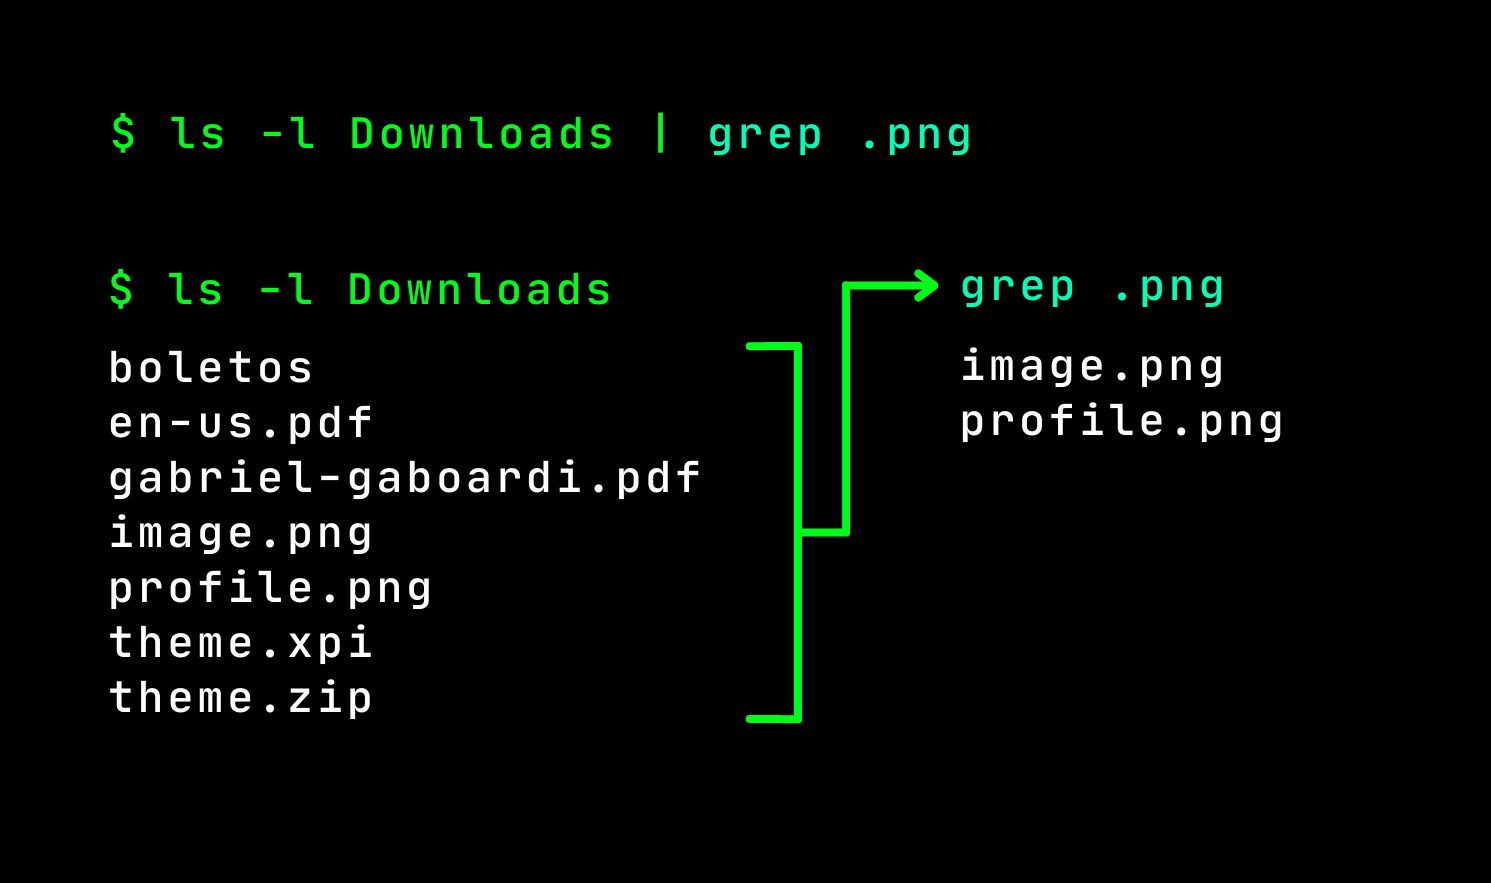 $ ls -l Downloads | grep .png
$ ls -l Downloads
boletos
en-us.pdf
gabriel-gaboardi.pdf
image.png
profile.png
theme.xpi
theme.zip
grep .png
image.png
profile.png